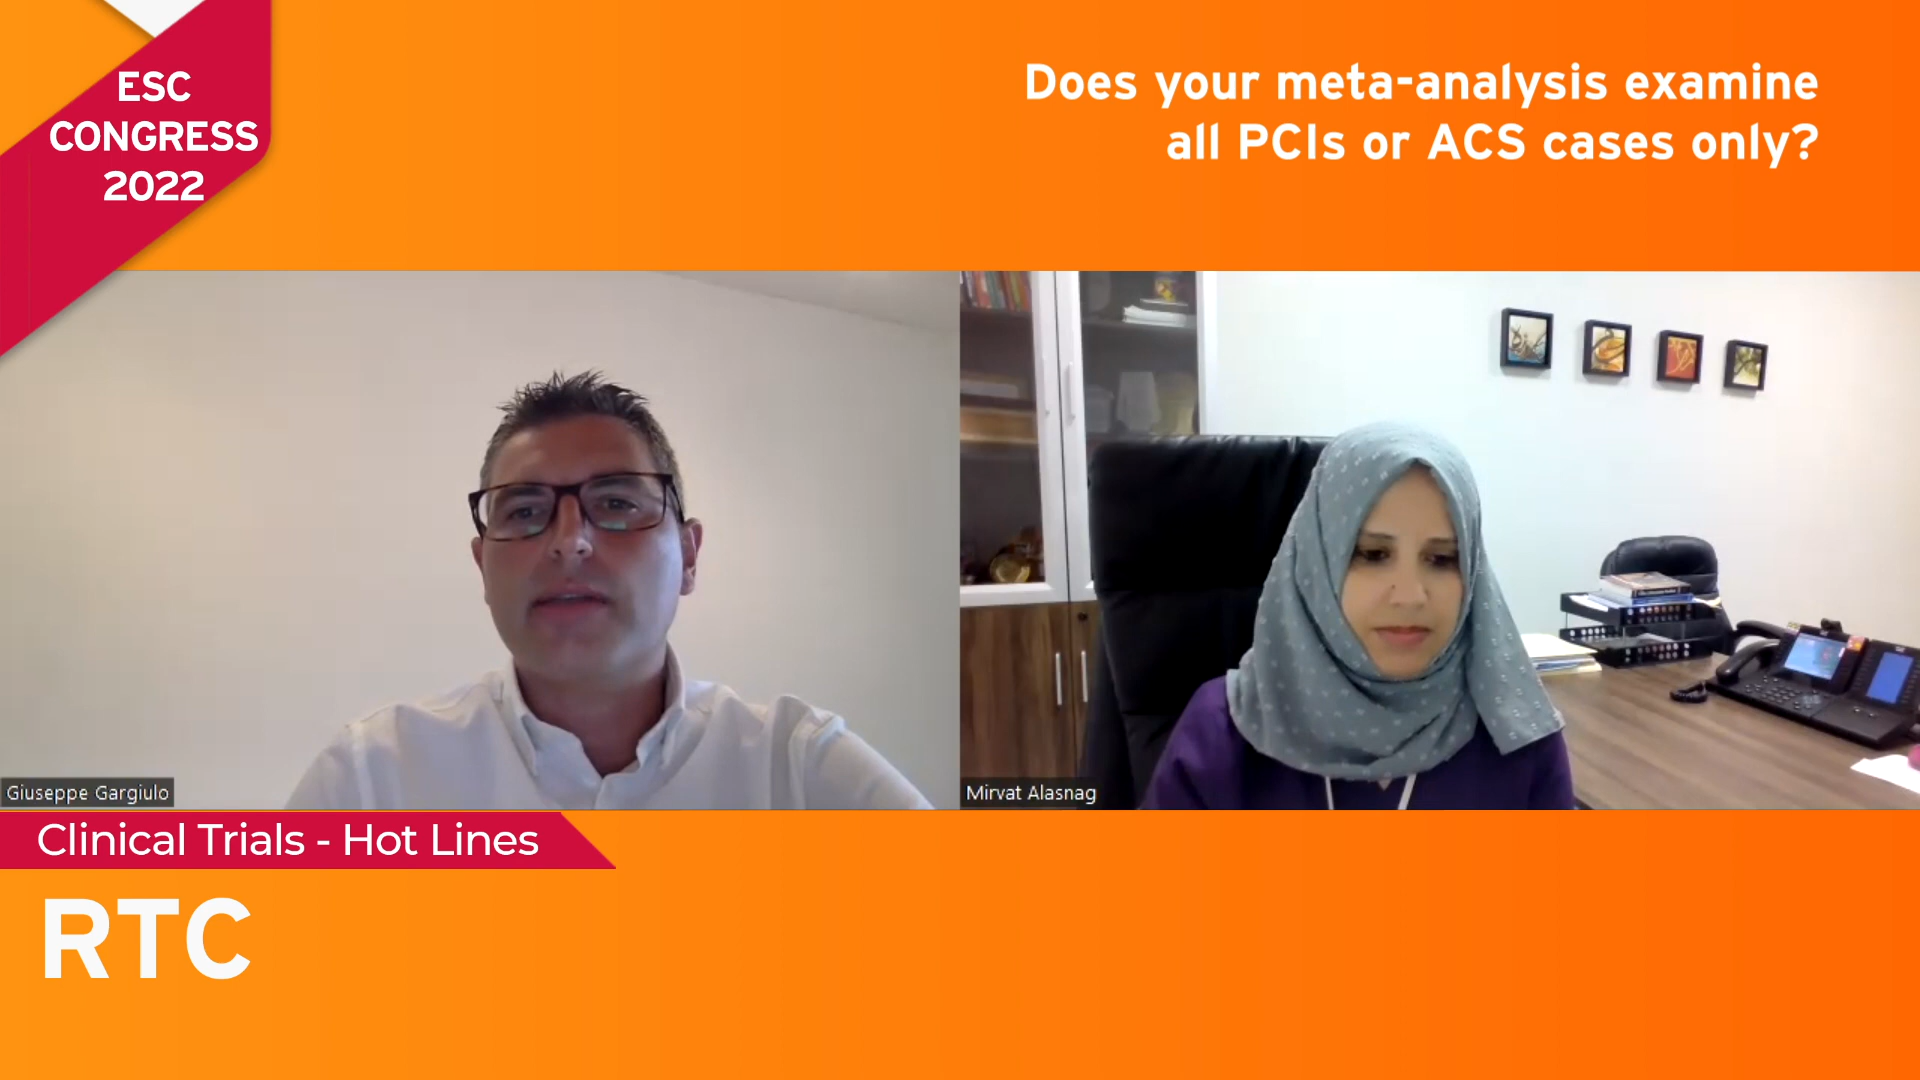 ESC
CONGRESS
2022
Does your meta-analysis examine
all PCIs or ACS cases only?
Giuseppe Gargiulo
Mirvat Alasnag
Clinical Trials - Hot Lines
RTC